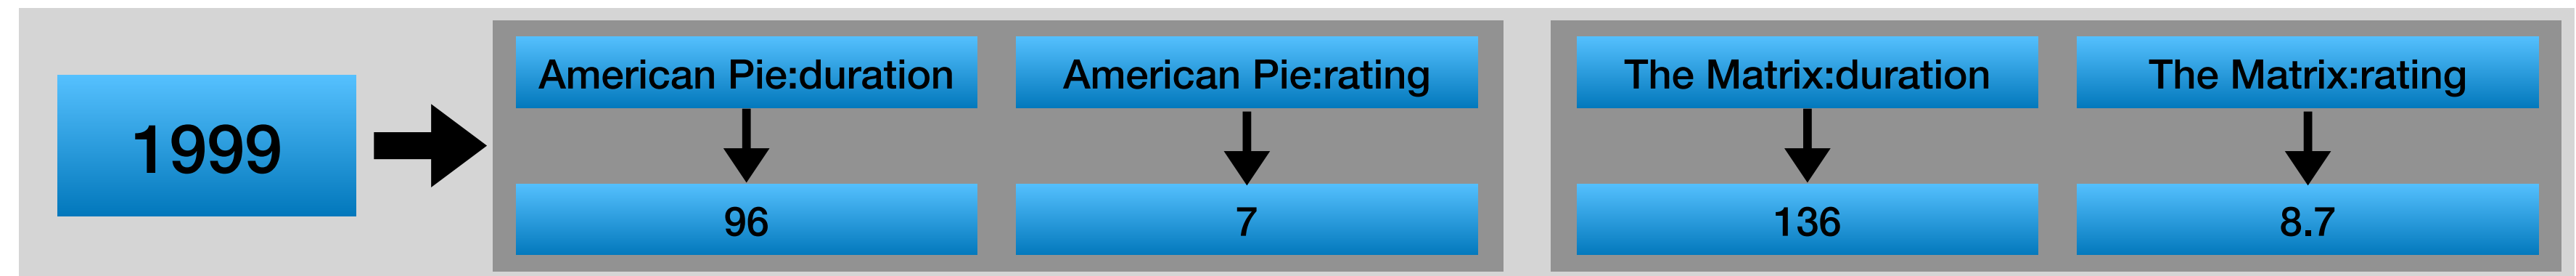 1999
American Pie:duration
American Pie:rating
The Matrix:duration
The Matrix:rating
96
7
136
8.7